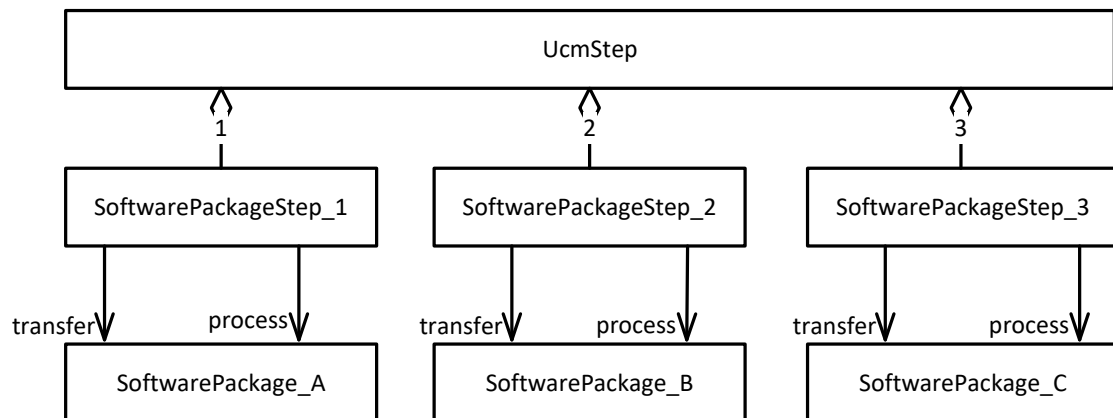 UcmStep
1 2 3
SoftwarePackageStep_1 SoftwarePackageStep_2 SoftwarePackageStep_3
transfer process transfer process transfer process
SoftwarePackage_A SoftwarePackage_B SoftwarePackage_C